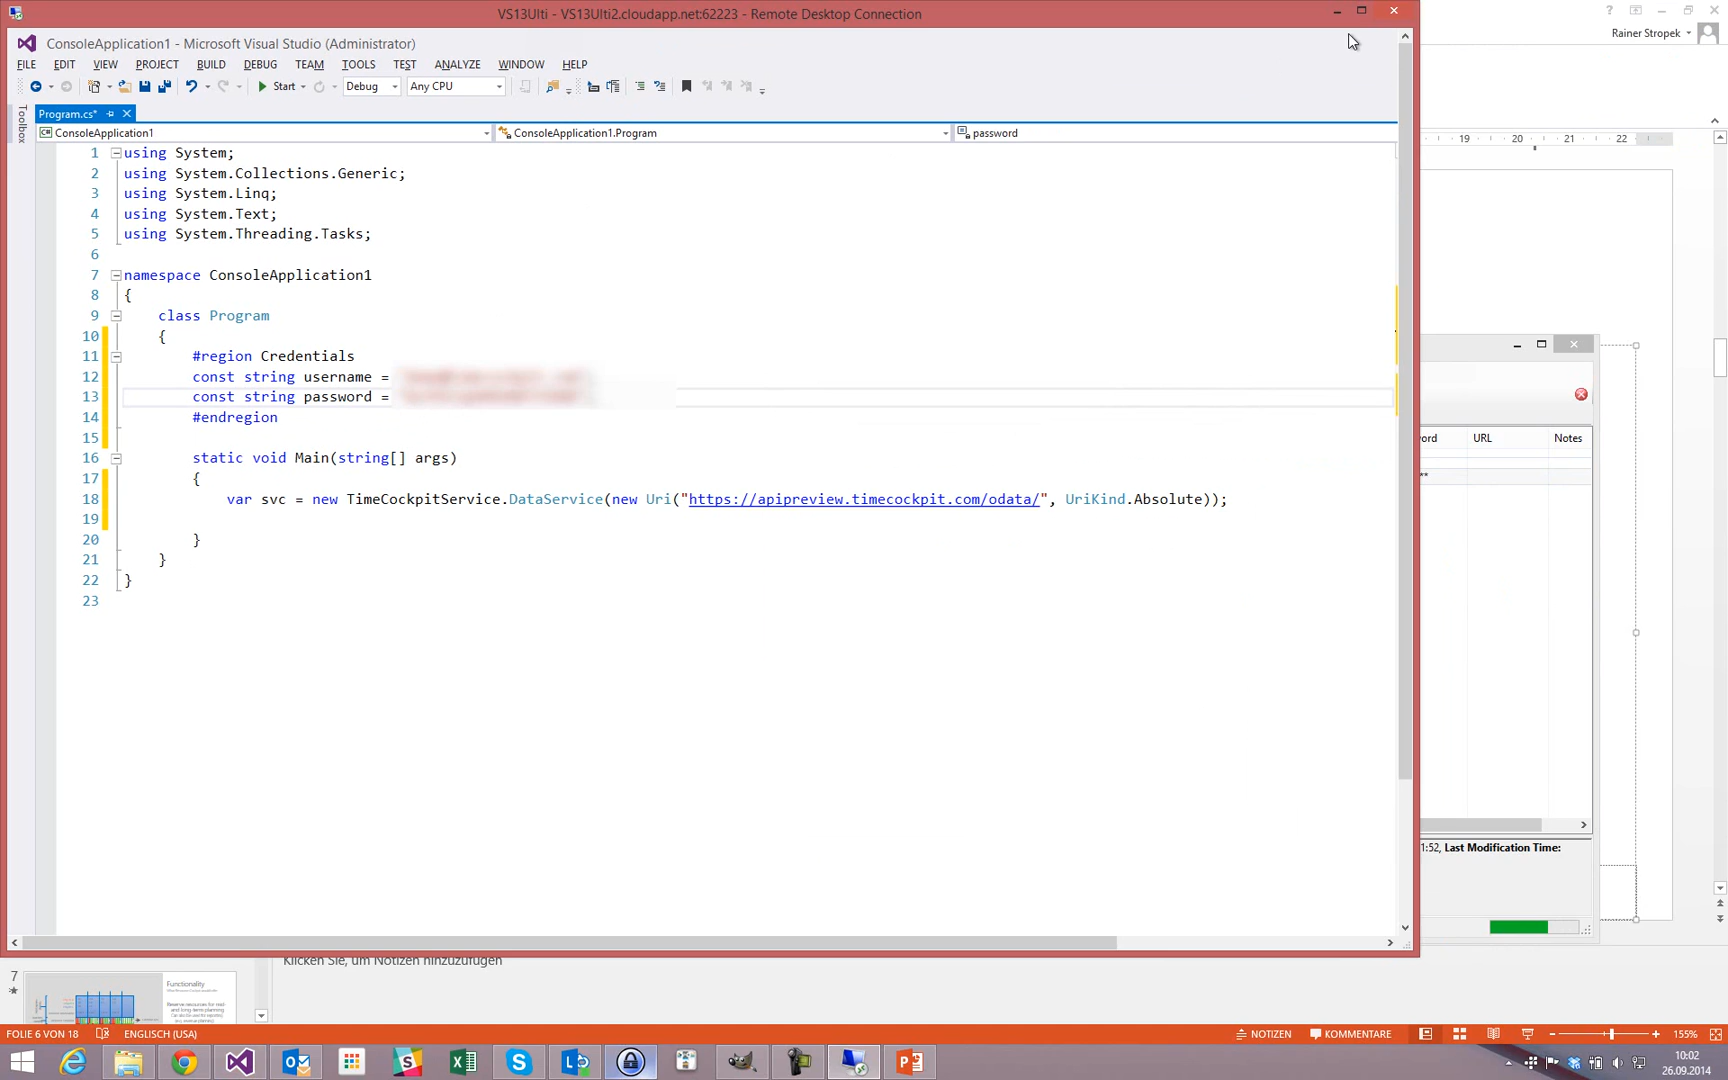 VS13Ulti - VS13Ulti2.cloudapp.net:62223 - Remote Desktop Connection
Rainer Stropek
ConsoleApplication1 - Microsoft Visual Studio (Administrator)
FILE EDIT VIEW PROJECT BUILD DEBUG TEAM TOOLS TEST ANALYZE WINDOW HELP
Start Debug Any CPU
Toolbox
Program.cs*
ConsoleApplication1 ConsoleApplication1.Program password
19 20 21 22
1 using System;
2 using System.Collections.Generic;
3 using System.Linq;
4 using System.Text;
5 using System.Threading.Tasks;
6
7 namespace ConsoleApplication1
8 {
9 class Program
10 {
11 #region Credentials
12 const string username =
13 const string password =
14 #endregion
15
16 static void Main(string[] args)
17 {
18 var svc = new TimeCockpitService.DataService(new Uri("https://apipreview.timecockpit.com/odata/", UriKind.Absolute));
19
20 }
21 }
22 }
23
URL Notes
1:52, Last Modification Time:
Klicken Sie, um Notizen hinzuzufügen
7
Functionality
FOLIE 6 VON 18 ENGLISCH (USA) NOTIZEN KOMMENTARE 155%
10:02
26.09.2014